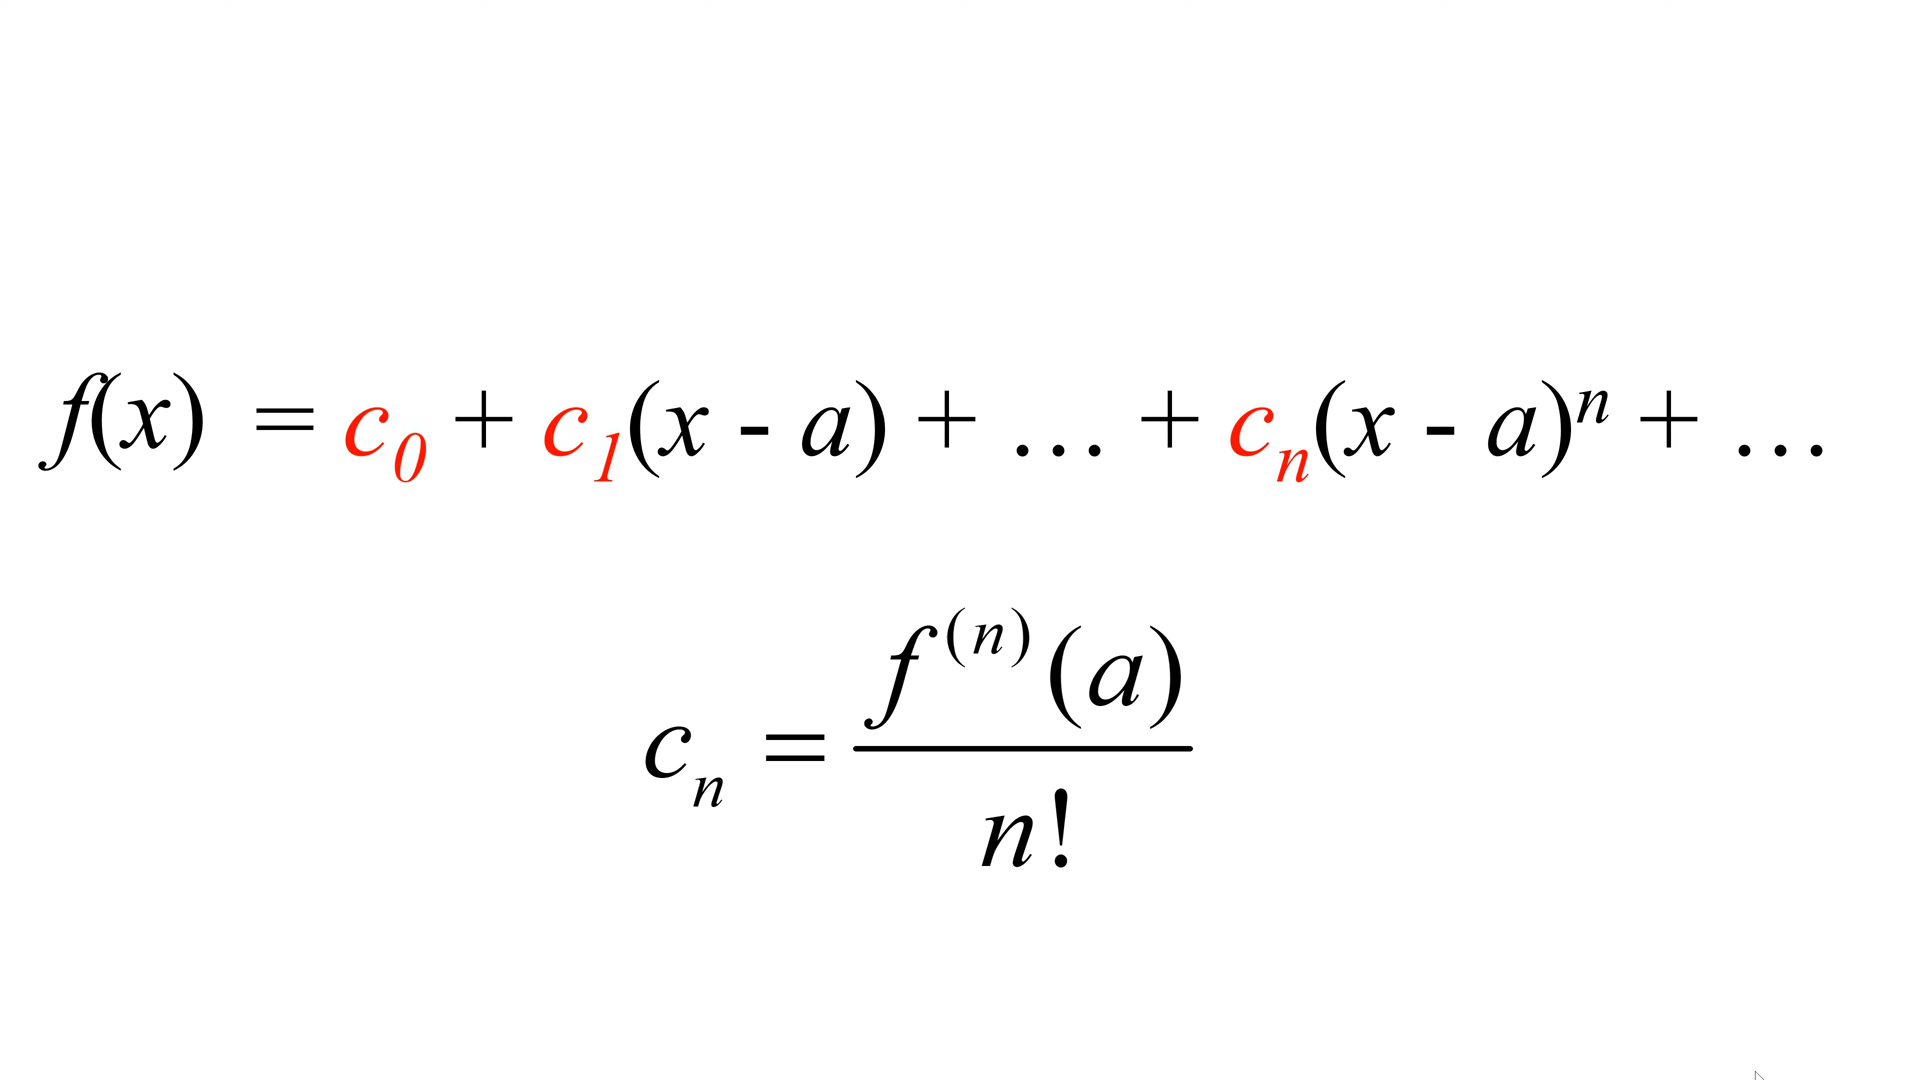 f(x) = c₀ + c₁(x - a) + … + cₙ(x - a)ⁿ + …
cₙ = f⁽ⁿ⁾(a) / n!